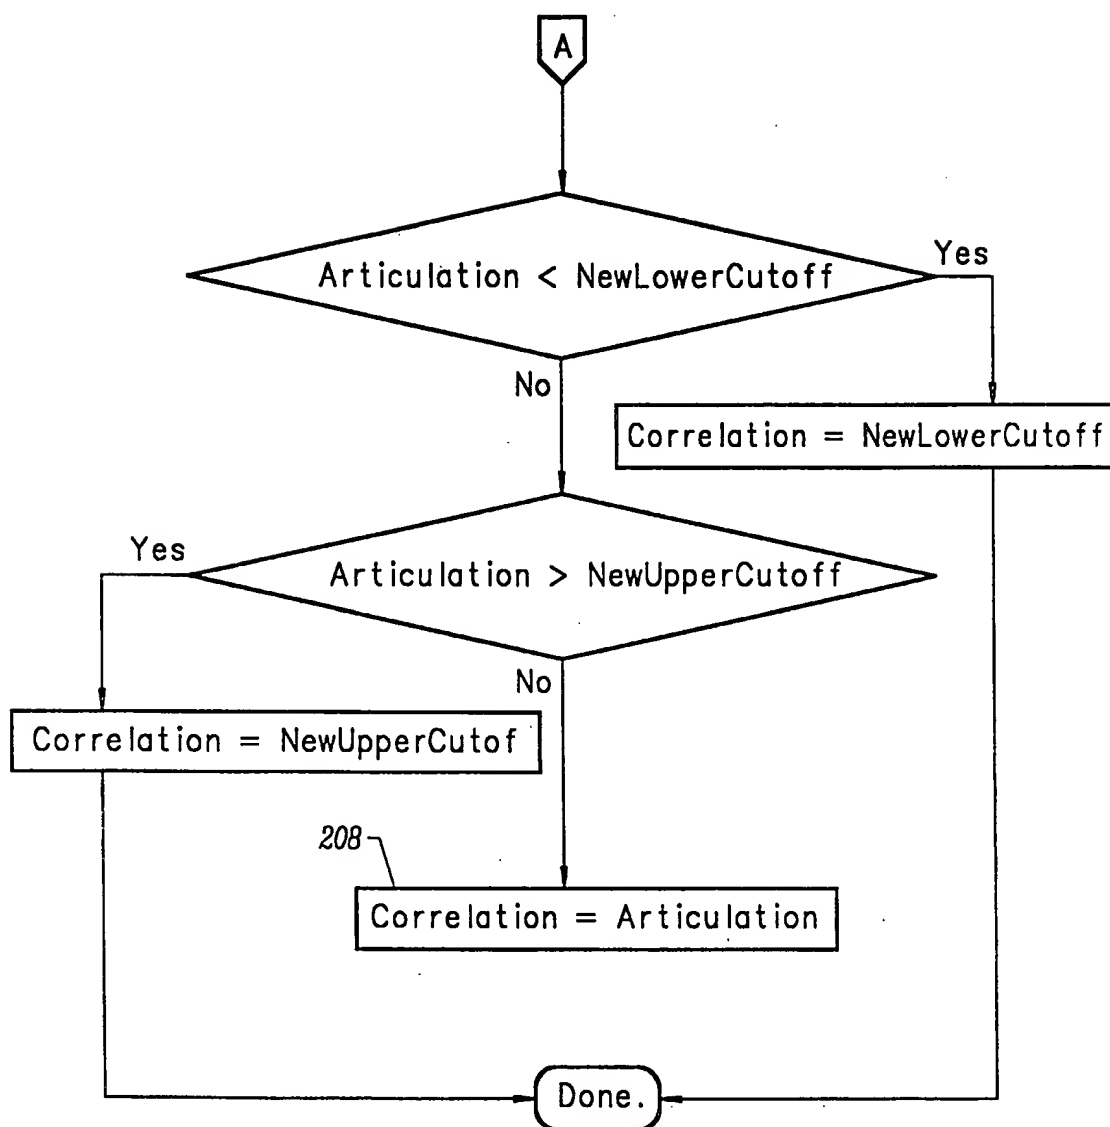 A
Articulation < NewLowerCutoff
Yes
No
Correlation = NewLowerCutoff
Yes
Articulation > NewUpperCutoff
No
Correlation = NewUpperCutof
208
Correlation = Articulation
Done.